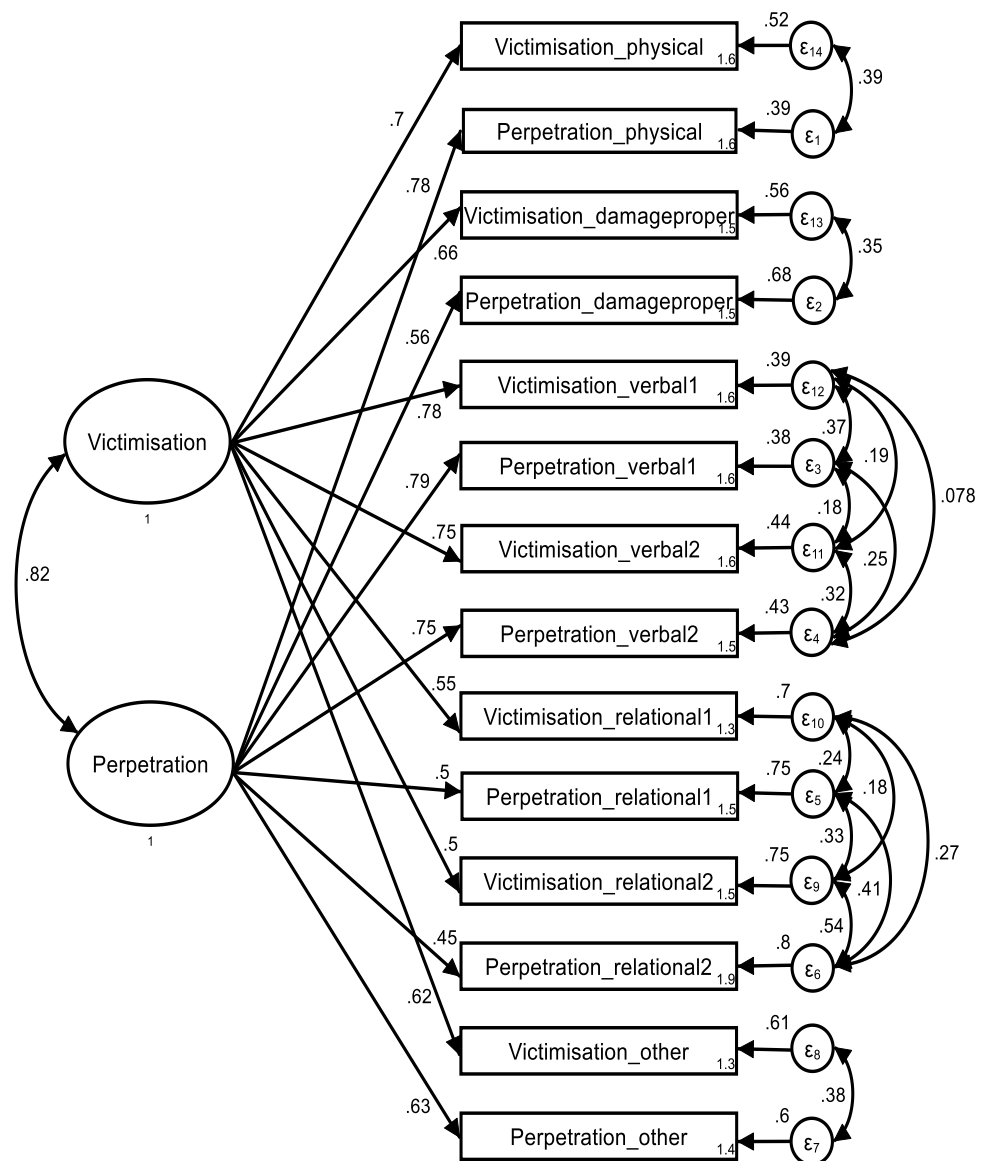 .52
Victimisation_physical
1.6
ε14
.39
.7
.39
Perpetration_physical
1.6
ε1
.78
.56
Victimisation_damageproper
1.5
ε13
.66
.35
.68
Perpetration_damageproper
1.5
ε2
.56
.39
Victimisation_verbal1
1.6
ε12
.78
.37
.19
.38
Perpetration_verbal1
1.6
ε3
.79
.078
Victimisation
1
.18
.44
.75
Victimisation_verbal2
1.6
ε11
.25
.82
.32
.43
.75
Perpetration_verbal2
1.5
ε4
.55
.7
Victimisation_relational1
1.3
ε10
Perpetration
1
.24
.18
.5
.75
Perpetration_relational1
1.5
ε5
.33
.27
.5
.75
Victimisation_relational2
1.5
ε9
.41
.54
.45
.8
Perpetration_relational2
1.9
ε6
.62
.61
Victimisation_other
1.3
ε8
.38
.63
.6
Perpetration_other
1.4
ε7